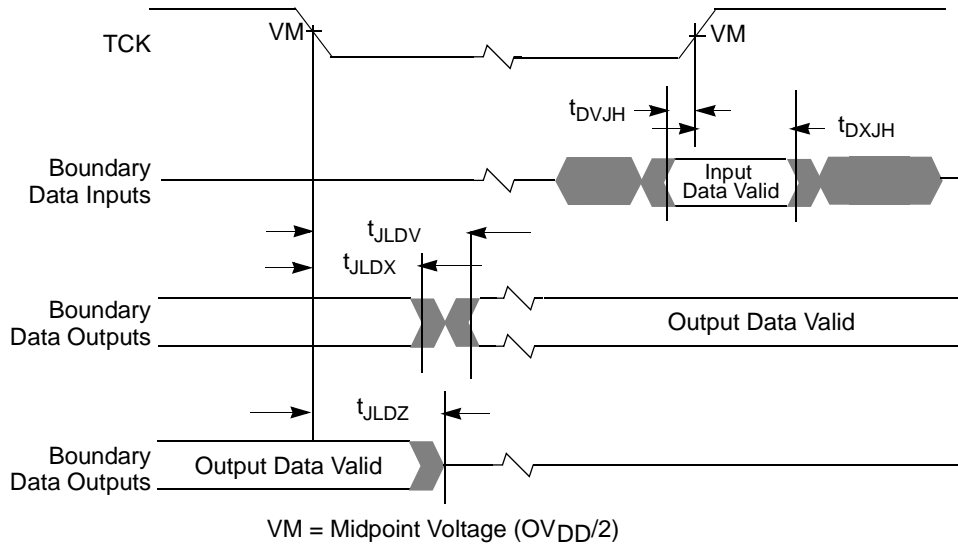 TCK
VM
VM
tDVJH
tDXJH
Boundary
Data Inputs
Input
Data Valid
tJLDV
tJLDX
Boundary
Data Outputs
Output Data Valid
tJLDZ
Boundary
Data Outputs
Output Data Valid
VM = Midpoint Voltage (OVDD/2)